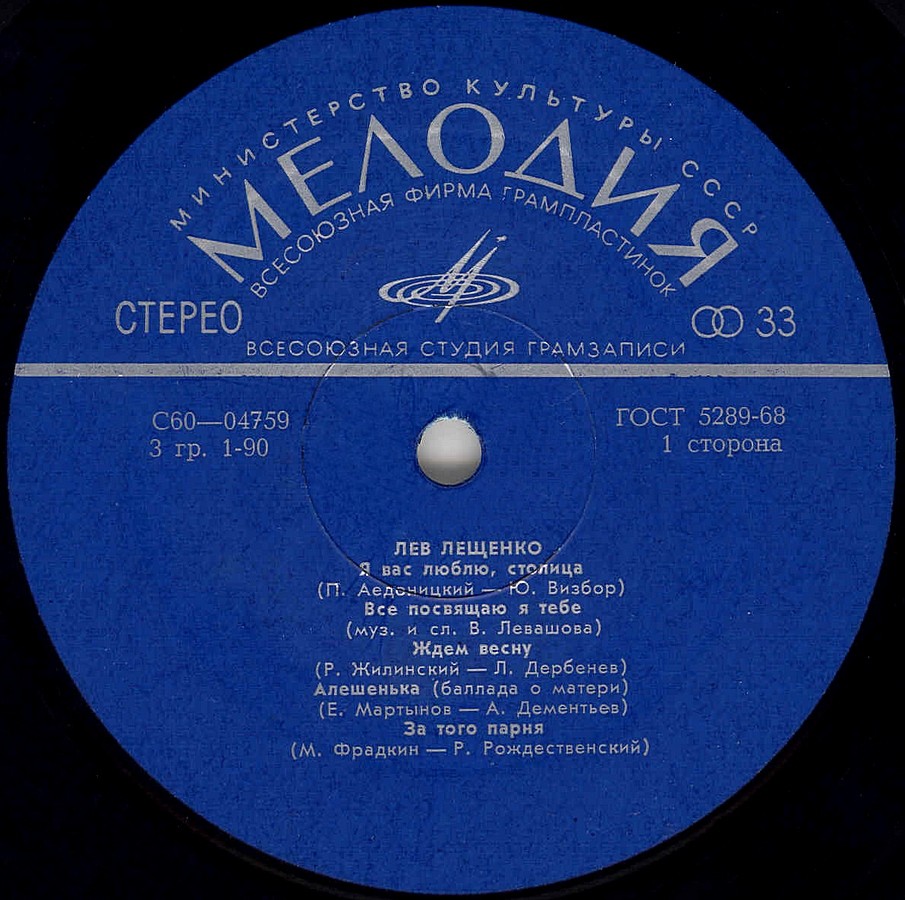 МИНИСТЕРСТВО КУЛЬТУРЫ СССР
МЕЛОДИЯ
ВСЕСОЮЗНАЯ ФИРМА ГРАМПЛАСТИНОК
СТЕРЕО
33
ВСЕСОЮЗНАЯ СТУДИЯ ГРАМЗАПИСИ
С60—04759
3 гр. 1-90
ГОСТ 5289-68
1 сторона
ЛЕВ ЛЕЩЕНКО
Я вас люблю, столица
(П. Аедоницкий — Ю. Визбор)
Все посвящаю я тебе
(муз. и сл. В. Левашова)
Ждем весну
(Р. Жилинский — Л. Дербенев)
Алешенька (баллада о матери)
(Е. Мартынов — А. Дементьев)
За того парня
(М. Фрадкин — Р. Рождественский)